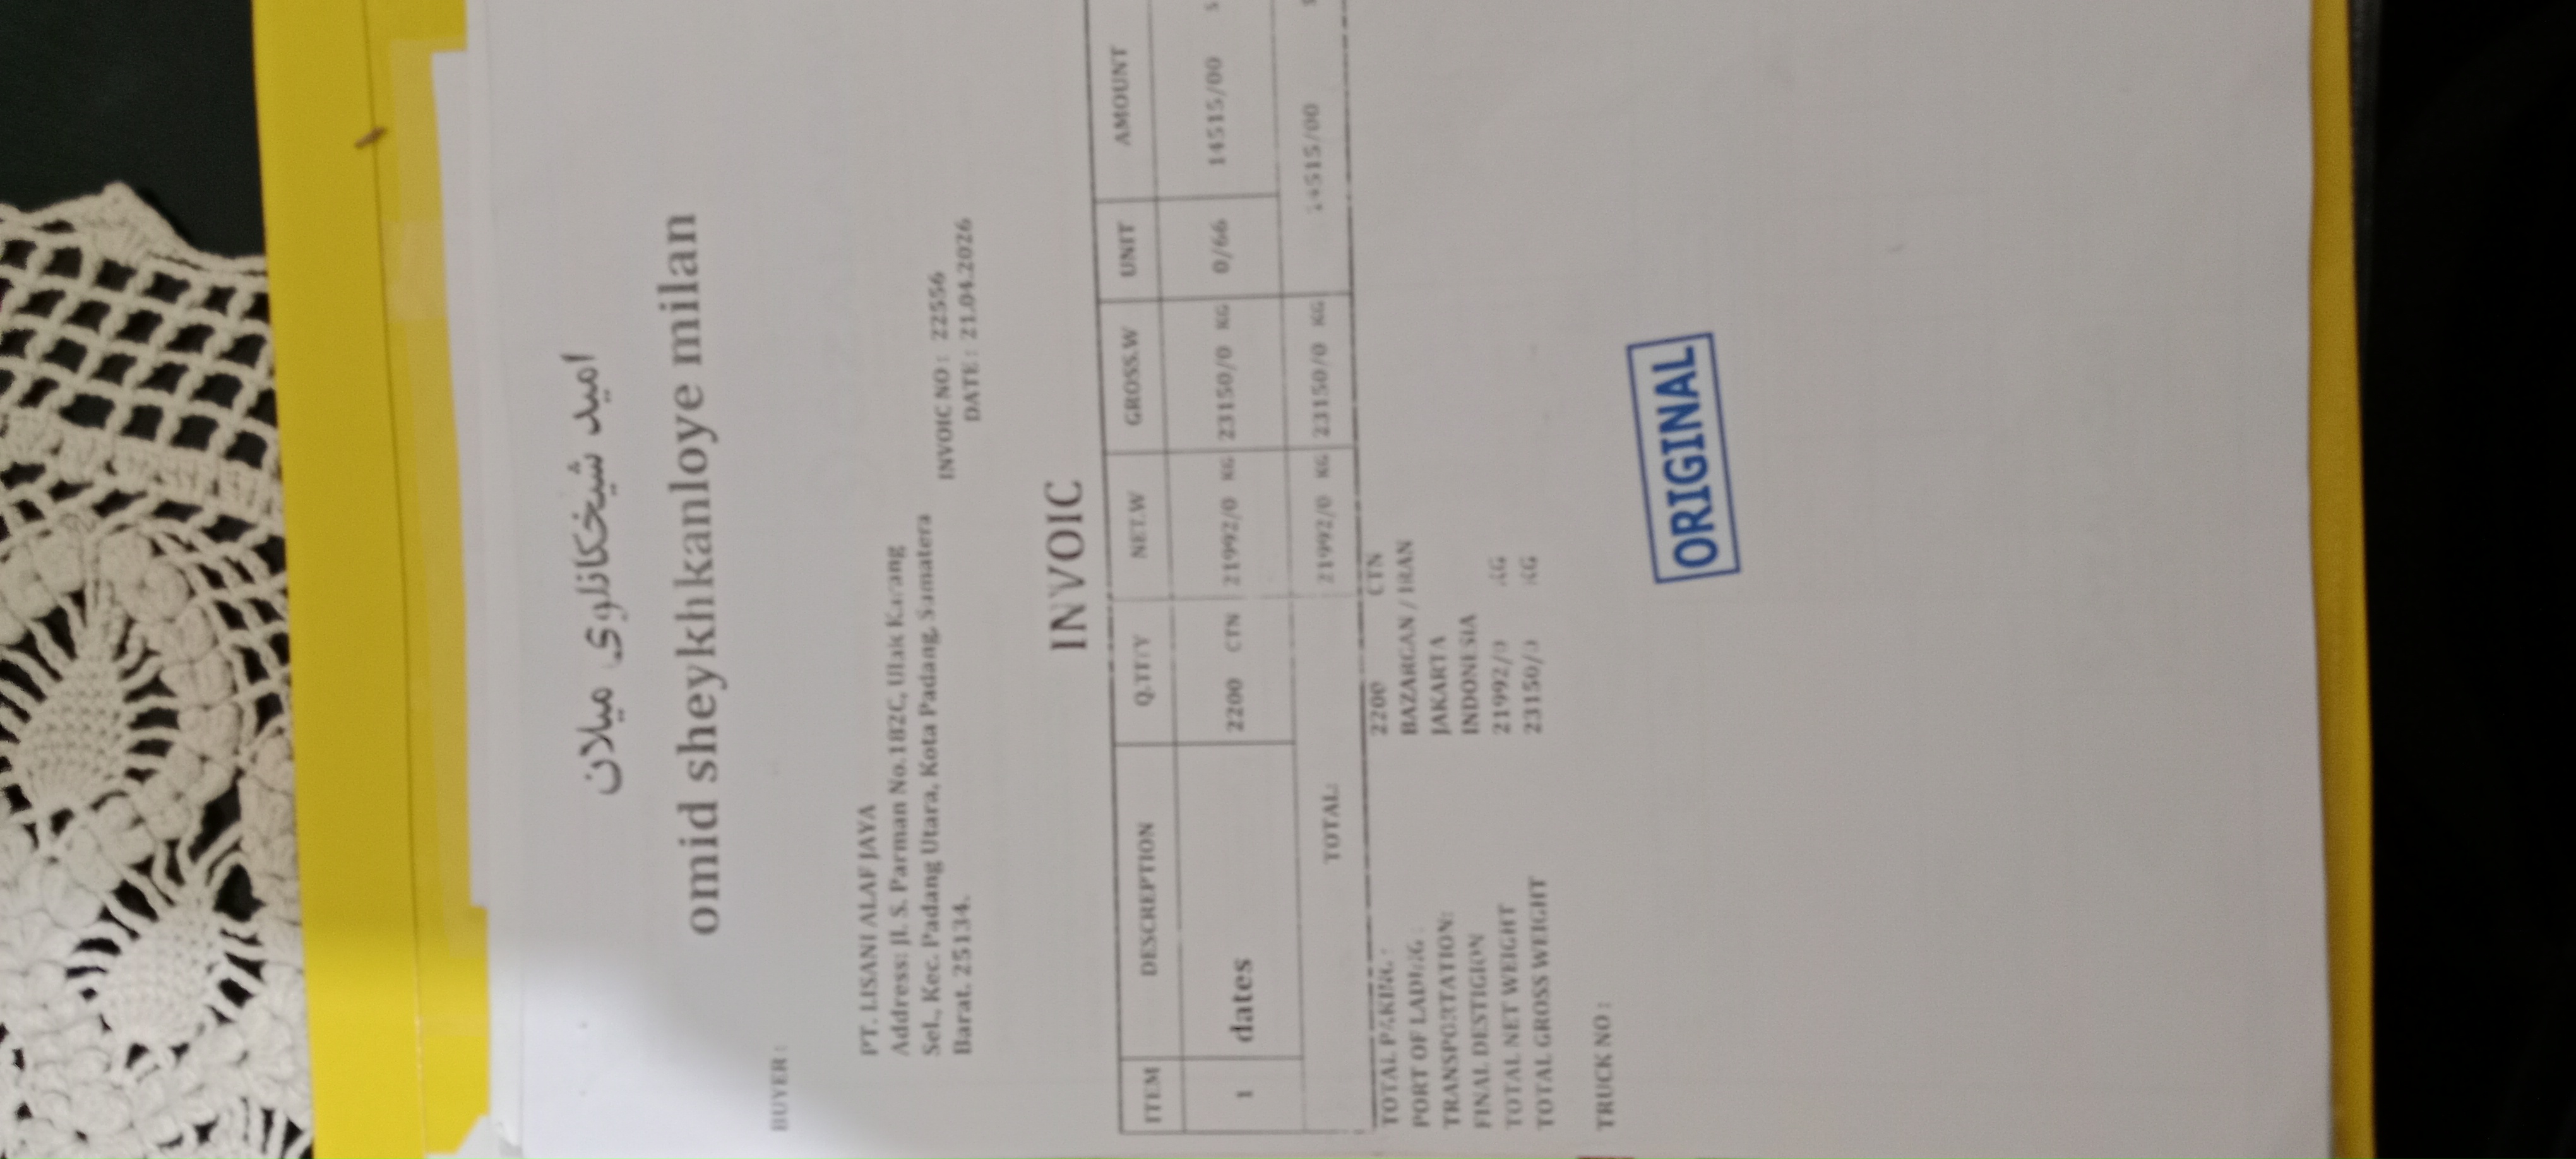 امید شیخکانلوی میلان
omid sheykhkanloye milan
BUYER :
PT. LISANI ALAF JAYA
Address: Jl. S. Parman No.182C, Ulak Karang
Sel., Kec. Padang Utara, Kota Padang, Sumatera
Barat. 25134.
INVOIC NO : 22556
DATE : 21.04.2026
INVOIC
ITEM DESCREPTION Q.TT/Y NET.W GROSS.W UNIT AMOUNT
1 dates 2200 CTN 21992/0 KG 23150/0 KG 0/66 14515/00 $
TOTAL: 21992/0 KG 23150/0 KG 14515/00 $
TOTAL PAKING : 2200 CTN
PORT OF LADING : BAZARGAN / IRAN
TRANSPORTATION: JAKARTA
FINAL DESTIGION INDONESIA
TOTAL NET WEIGHT 21992/0 KG
TOTAL GROSS WEIGHT 23150/0 KG
TRUCK NO :
ORIGINAL